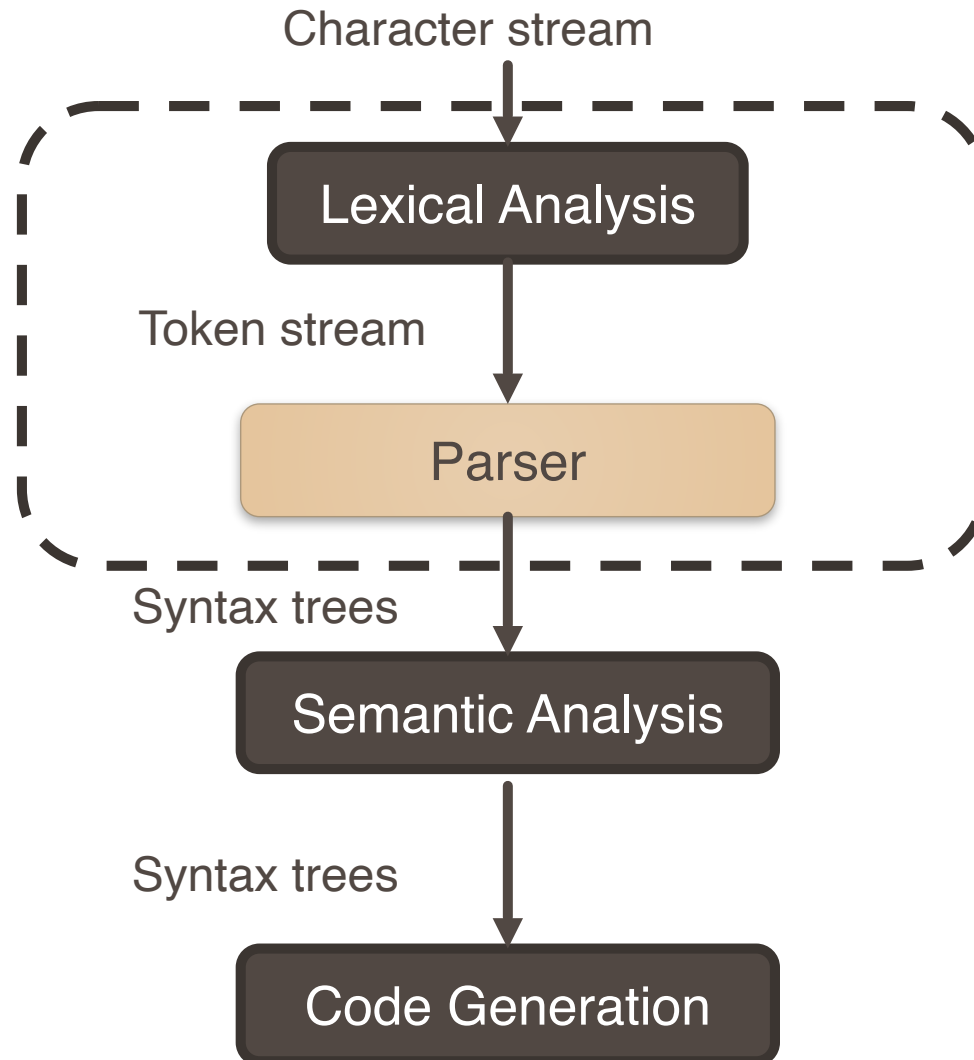 Character stream
Lexical Analysis
Token stream
Parser
Syntax trees
Semantic Analysis
Syntax trees
Code Generation